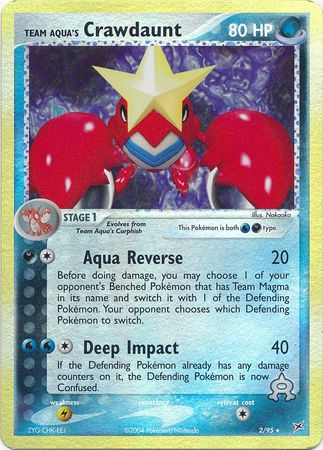 TEAM AQUA'S Crawdaunt 80 HP
Illus. Nakaoka
STAGE 1
Evolves from
Team Aqua's Corphish
This Pokémon is both type.
Aqua Reverse 20
Before doing damage, you may choose 1 of your
opponent's Benched Pokémon that has Team Magma
in its name and switch it with 1 of the Defending
Pokémon. Your opponent chooses which Defending
Pokémon to switch.
Deep Impact 40
If the Defending Pokémon already has any damage
counters on it, the Defending Pokémon is now
Confused.
weakness resistance retreat cost
ZYG-CHK-LEJ ©2004 Pokémon/Nintendo 2/95 ★